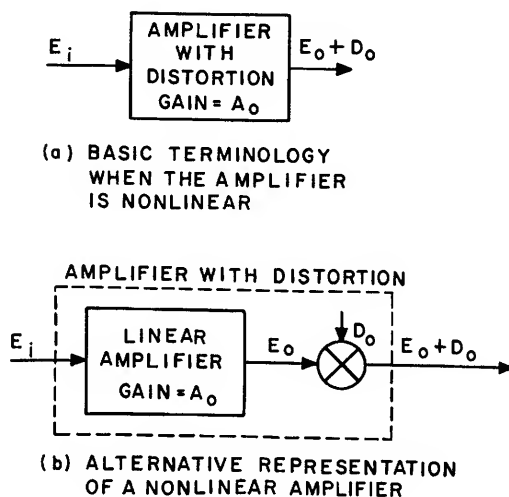 AMPLIFIER
WITH
DISTORTION
GAIN = A₀
Eᵢ
E₀ + D₀
(a) BASIC TERMINOLOGY
WHEN THE AMPLIFIER
IS NONLINEAR
AMPLIFIER WITH DISTORTION
Eᵢ
LINEAR
AMPLIFIER
GAIN = A₀
E₀
D₀
E₀ + D₀
(b) ALTERNATIVE REPRESENTATION
OF A NONLINEAR AMPLIFIER